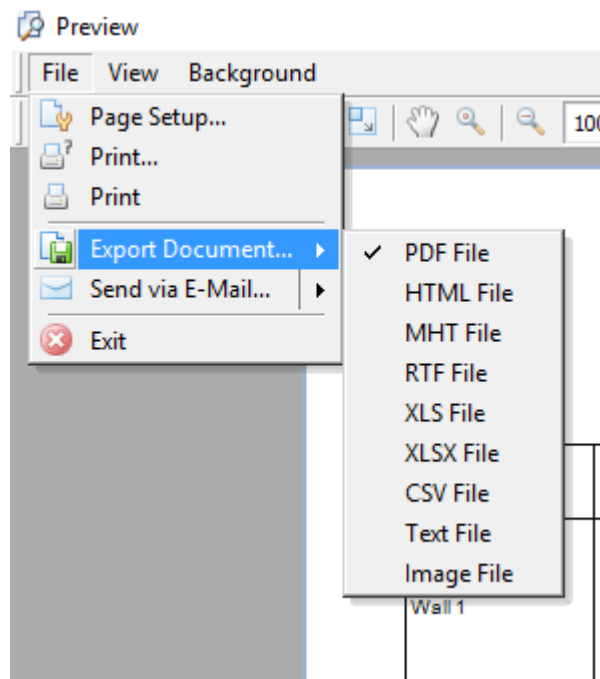 Preview
File View Background
Page Setup...
Print...
Print
Export Document...
Send via E-Mail...
Exit
100
PDF File
HTML File
MHT File
RTF File
XLS File
XLSX File
CSV File
Text File
Image File
Wall 1